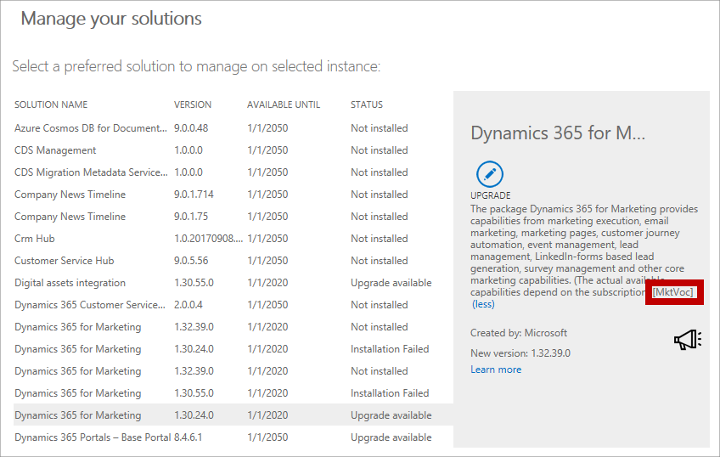 Manage your solutions
Select a preferred solution to manage on selected instance:
SOLUTION NAME VERSION AVAILABLE UNTIL STATUS
Azure Cosmos DB for Document... 9.0.0.48 1/1/2050 Not installed
CDS Management 1.0.0.0 1/1/2050 Not installed
CDS Migration Metadata Service... 1.0.0.0 1/1/2050 Not installed
Company News Timeline 9.0.1.714 1/1/2050 Not installed
Company News Timeline 9.0.1.75 1/1/2050 Not installed
Crm Hub 1.0.20170908.... 1/1/2050 Not installed
Customer Service Hub 9.0.5.56 1/1/2050 Not installed
Digital assets integration 1.30.55.0 1/1/2050 Upgrade available
Dynamics 365 Customer Service... 2.0.0.4 1/1/2050 Not installed
Dynamics 365 for Marketing 1.32.39.0 1/1/2020 Not installed
Dynamics 365 for Marketing 1.30.24.0 1/1/2020 Installation Failed
Dynamics 365 for Marketing 1.32.39.0 1/1/2020 Not installed
Dynamics 365 for Marketing 1.30.55.0 1/1/2020 Installation Failed
Dynamics 365 for Marketing 1.30.24.0 1/1/2020 Upgrade available
Dynamics 365 Portals – Base Portal 8.4.6.1 1/1/2050 Upgrade available
Dynamics 365 for M...
UPGRADE
The package Dynamics 365 for Marketing provides
capabilities from marketing execution, email
marketing, marketing pages, customer journey
automation, event management, lead
management, LinkedIn-forms based lead
generation, survey management and other core
marketing capabilities. (The actual
capabilities depend on the subscription [MktVoc]
(less)
Created by: Microsoft
New version: 1.32.39.0
Learn more